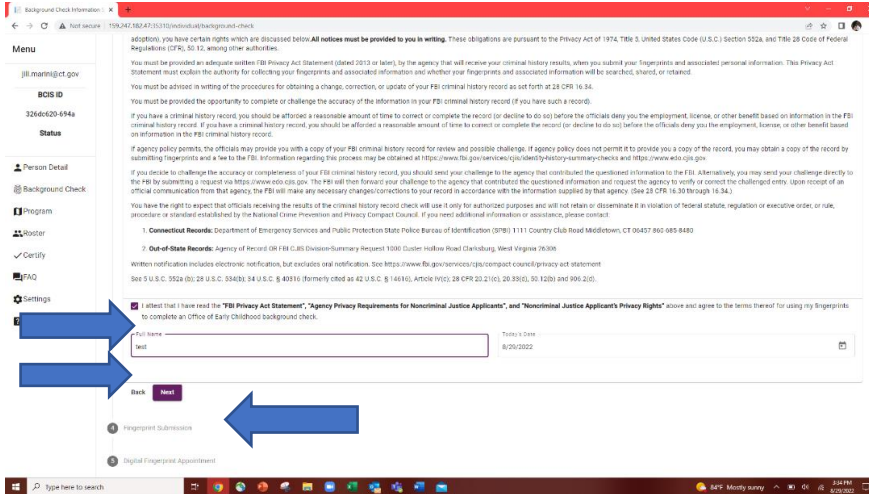 Background Check Information
Not secure 159.247.182.47:35310/individual/background-check
Menu
jill.marini@ct.gov
BCIS ID
326dc620-694a
Status
Person Detail
Background Check
Program
Roster
Certify
FAQ
Settings
adoption), you have certain rights which are discussed below. All notices must be provided to you in writing. These obligations are pursuant to the Privacy Act of 1974, Title 5, United States Code (U.S.C.) Section 552a, and Title 28 Code of Federal
Regulations (CFR), 50.12, among other authorities.
You must be provided an adequate written FBI Privacy Act Statement (dated 2013 or later), by the agency that will receive your criminal history results, when you submit your fingerprints and associated personal information. This Privacy Act
Statement must explain the authority for collecting your fingerprints and associated information and whether your fingerprints and associated information will be searched, shared, or retained
You must be advised in writing of the procedures for obtaining a change, correction, or update of your FBI criminal history record as set forth at 28 CFR 16.34.
You must be provided the opportunity to complete or challenge the accuracy of the information in your FBI criminal history record (if you have such a record).
If you have a criminal history record, you should be afforded a reasonable amount of time to correct or complete the record (or decline to do so) before the officials deny you the employment, license, or other benefit based on information in the FBI
criminal history record. If you have a criminal history record, you should be afforded a reasonable amount of time to correct or complete the record (or decline to do so) before the officials deny you the employment, license, or other benefit based
on information in the FBI criminal history record.
If agency policy permits, the officials may provide you with a copy of your FBI criminal history record for review and possible challenge. If agency policy does not permit it to provide you a copy of the record, you may obtain a copy of the record by
submitting fingerprints and a fee to the FBI. Information regarding this process may be obtained at https://www.fbi.gov/services/cjis/identity-history-summary-checks and https://www.edo.cjis.gov.
If you decide to challenge the accuracy or completeness of your FBI criminal history record, you should send your challenge to the agency that contributed the questioned information to the FBI. Alternatively, you may send your challenge directly to
the FBI by submitting a request via https://www.edo.cjis.gov. The FBI will then forward your challenge to the agency that contributed the questioned information and request the agency to verify or correct the challenged entry. Upon receipt of an
official communication from that agency, the FBI will make any necessary changes/corrections to your record in accordance with the information supplied by that agency. (See 28 CFR 16.30 through 16.34.)
You have the right to expect that officials receiving the results of the criminal history record check will use it only for authorized purposes and will not retain or disseminate it in violation of federal statute, regulation or executive order, or rule,
procedure or standard established by the National Crime Prevention and Privacy Compact Council. If you need additional information or assistance, please contact:
1. Connecticut Records: Department of Emergency Services and Public Protection State Police Bureau of Identification (SPBI) 1111 Country Club Road Middletown, CT 06457 860-685-8480
2. Out-of-State Records: Agency of Record OR FBI CJIS Division-Summary Request 1000 Custer Hollow Road Clarksburg, West Virginia 26306
Written notification includes electronic notification, but excludes oral notification. See https://www.fbi.gov/services/cjis/compact-council/privacy-act-statement
See 5 U.S.C. 552a (b); 28 U.S.C. 534(b); 34 U.S.C. § 40316 (formerly cited as 42 U.S.C. § 14616), Article IV(c); 28 CFR 20.21(c), 20.33(d), 50.12(b) and 906.2(d).
I attest that I have read the "FBI Privacy Act Statement", "Agency Privacy Requirements for Noncriminal Justice Applicants", and "Noncriminal Justice Applicant's Privacy Rights" above and agree to the terms thereof for using my fingerprints
to complete an Office of Early Childhood background check.
Full Name
test
Today's Date
8/29/2022
Back Next
4 Fingerprint Submission
5 Digital Fingerprint Appointment
Type here to search
84°F Mostly sunny
3:34 PM
8/29/2022